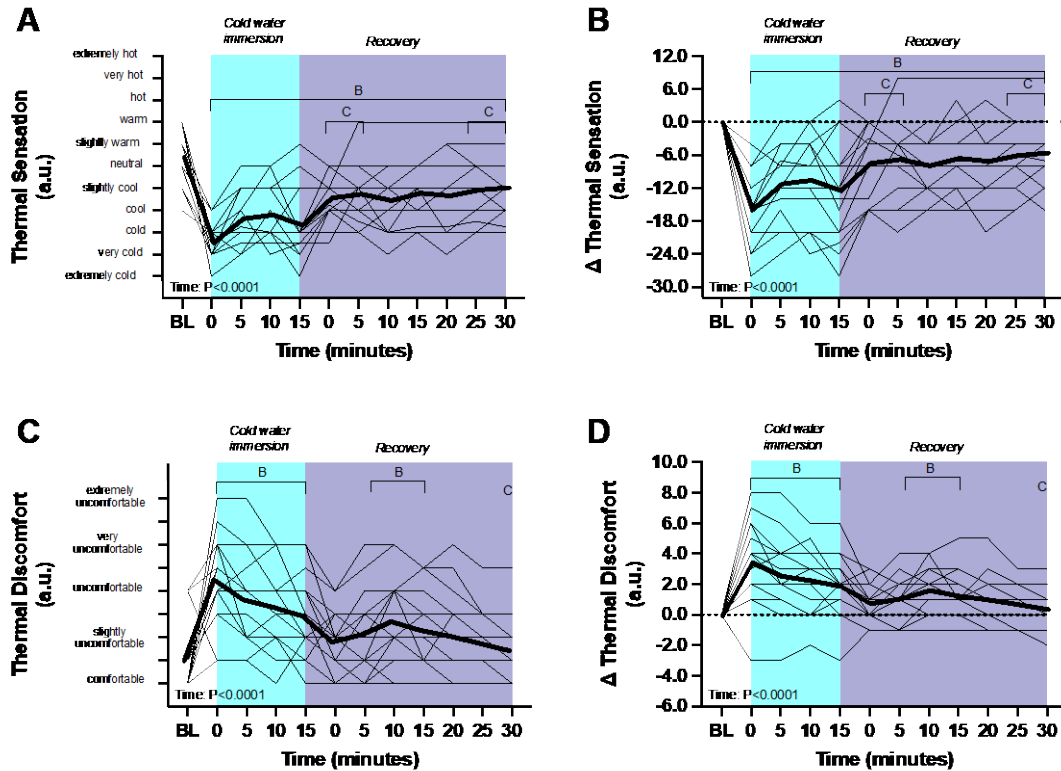 A
Cold water
immersion
Recovery
extremely hot
very hot
hot
warm
slightly warm
neutral
slightly cool
cool
cold
very cold
extremely cold
Thermal Sensation
(a.u.)
B
C
C
Time: P<0.0001
BL 0 5 10 15 0 5 10 15 20 25 30
Time (minutes)
B
Cold water
immersion
Recovery
12.0
6.0
0.0
-6.0
-12.0
-18.0
-24.0
-30.0
Δ Thermal Sensation
(a.u.)
B
C
C
Time: P<0.0001
BL 0 5 10 15 0 5 10 15 20 25 30
Time (minutes)
C
Cold water
immersion
Recovery
extremely
uncomfortable
very
uncomfortable
uncomfortable
slightly
uncomfortable
comfortable
Thermal Discomfort
(a.u.)
B
B
C
Time: P<0.0001
BL 0 5 10 15 0 5 10 15 20 25 30
Time (minutes)
D
Cold water
immersion
Recovery
10.0
8.0
6.0
4.0
2.0
0.0
-2.0
-4.0
-6.0
Δ Thermal Discomfort
(a.u.)
B
B
C
Time: P<0.0001
BL 0 5 10 15 0 5 10 15 20 25 30
Time (minutes)